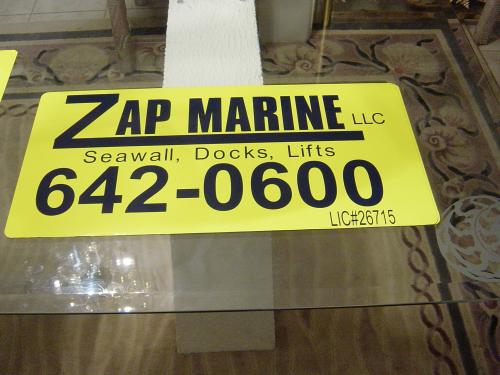 ZAP MARINE LLC
Seawall, Docks, Lifts
642-0600
LIC#26715